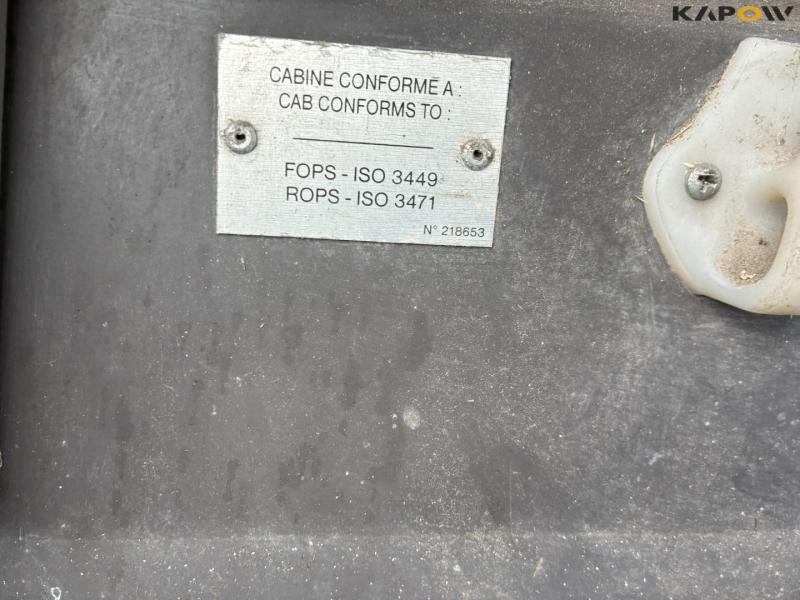 KAPOW
CABINE CONFORME A :
CAB CONFORMS TO :
FOPS - ISO 3449
ROPS - ISO 3471
N° 218653